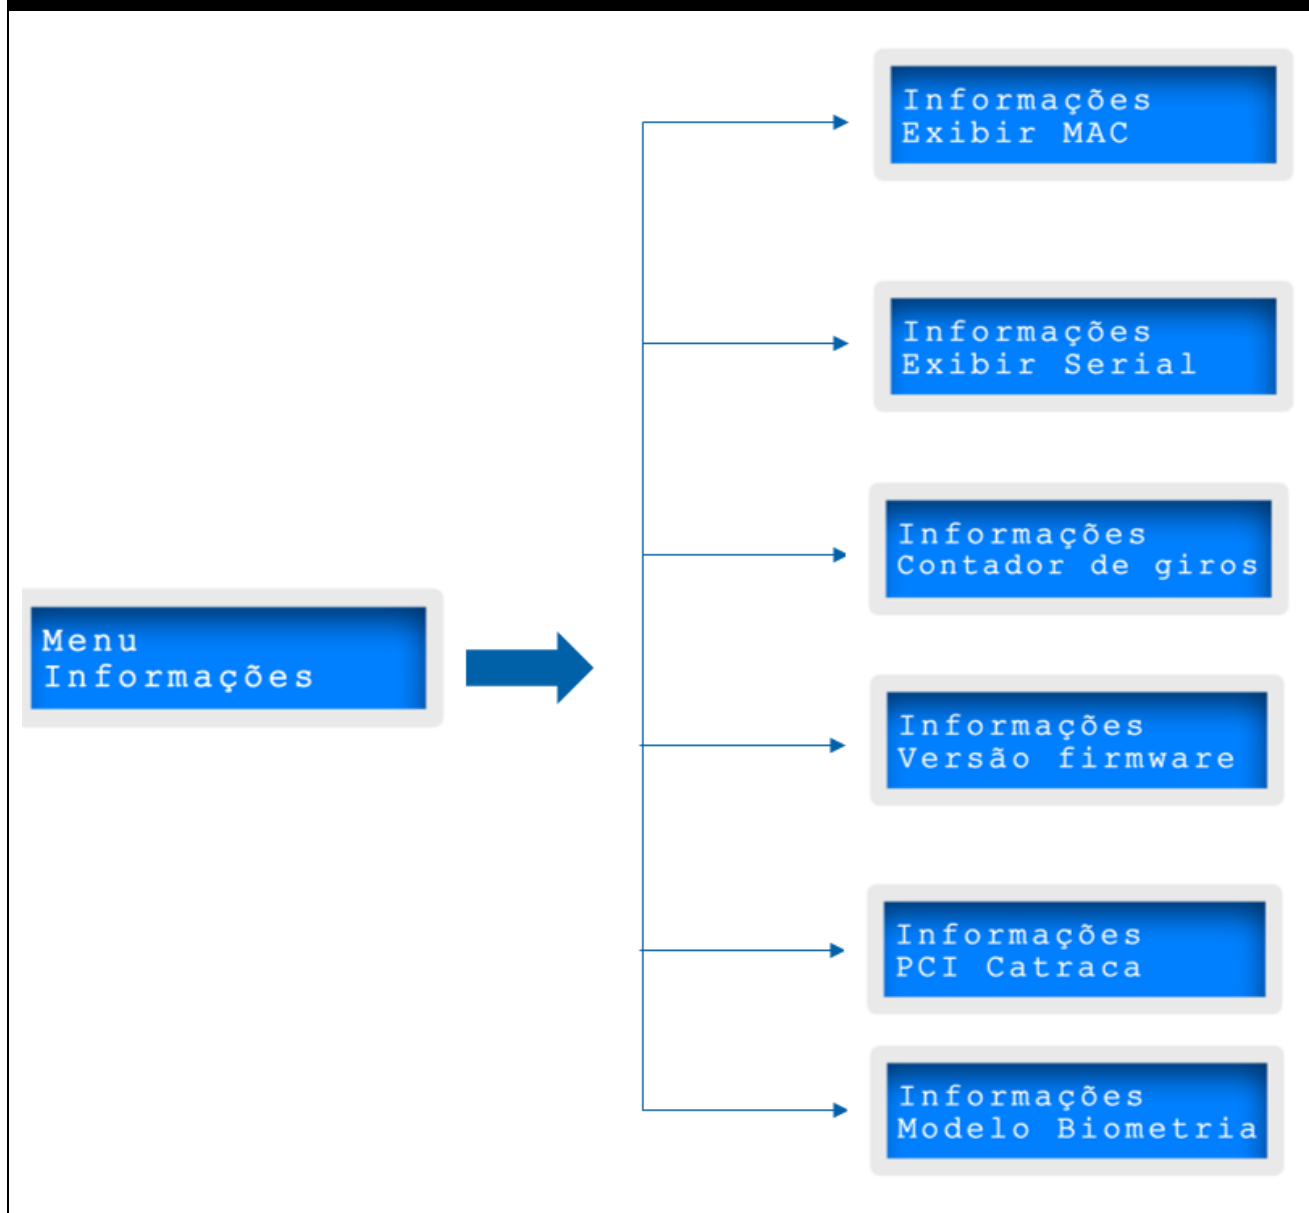 Informações
Exibir MAC
Informações
Exibir Serial
Informações
Contador de giros
Menu
Informações
Informações
Versão firmware
Informações
PCI Catraca
Informações
Modelo Biometria